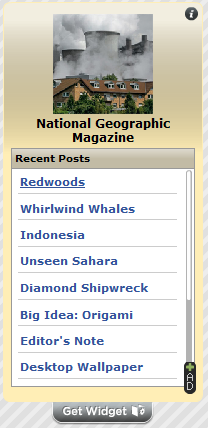 i
National Geographic
Magazine
Recent Posts
Redwoods
Whirlwind Whales
Indonesia
Unseen Sahara
Diamond Shipwreck
Big Idea: Origami
Editor's Note
Desktop Wallpaper
AD
Get Widget